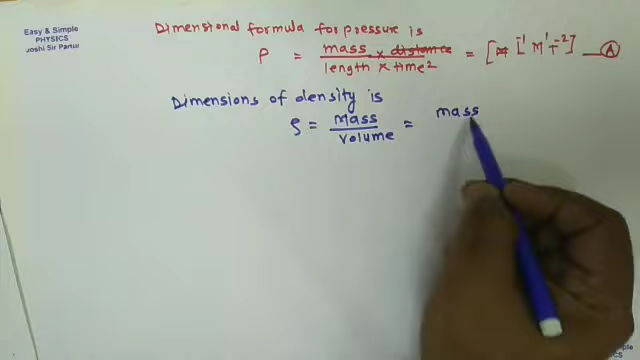 Easy & Simple
PHYSICS
Joshi Sir Partur
Dimensional formula for pressure is
P = mass × distance / length × time² = [L⁻¹ M¹ T⁻²] — A
Dimensions of density is
ρ = mass / volume = mass